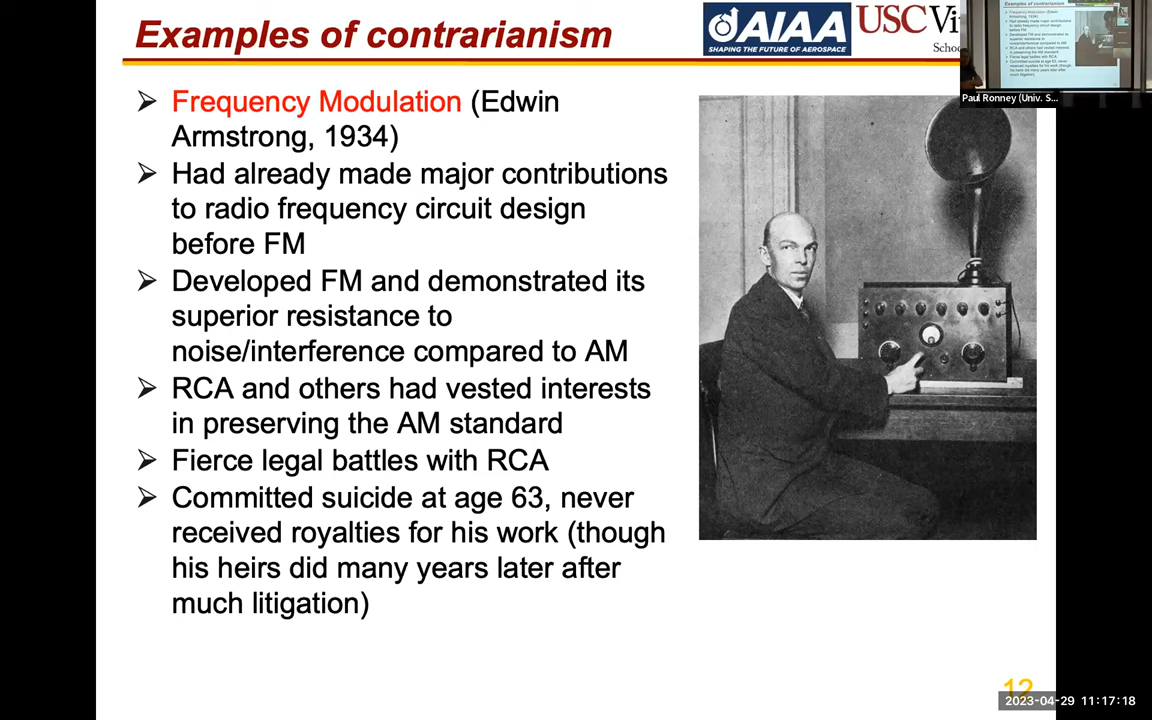 Examples of contrarianism
AIAA
SHAPING THE FUTURE OF AEROSPACE
USC
Paul Ronney (Univ. S...
➢ Frequency Modulation (Edwin
Armstrong, 1934)
➢ Had already made major contributions
to radio frequency circuit design
before FM
➢ Developed FM and demonstrated its
superior resistance to
noise/interference compared to AM
➢ RCA and others had vested interests
in preserving the AM standard
➢ Fierce legal battles with RCA
➢ Committed suicide at age 63, never
received royalties for his work (though
his heirs did many years later after
much litigation)
12
2023-04-29 11:17:18